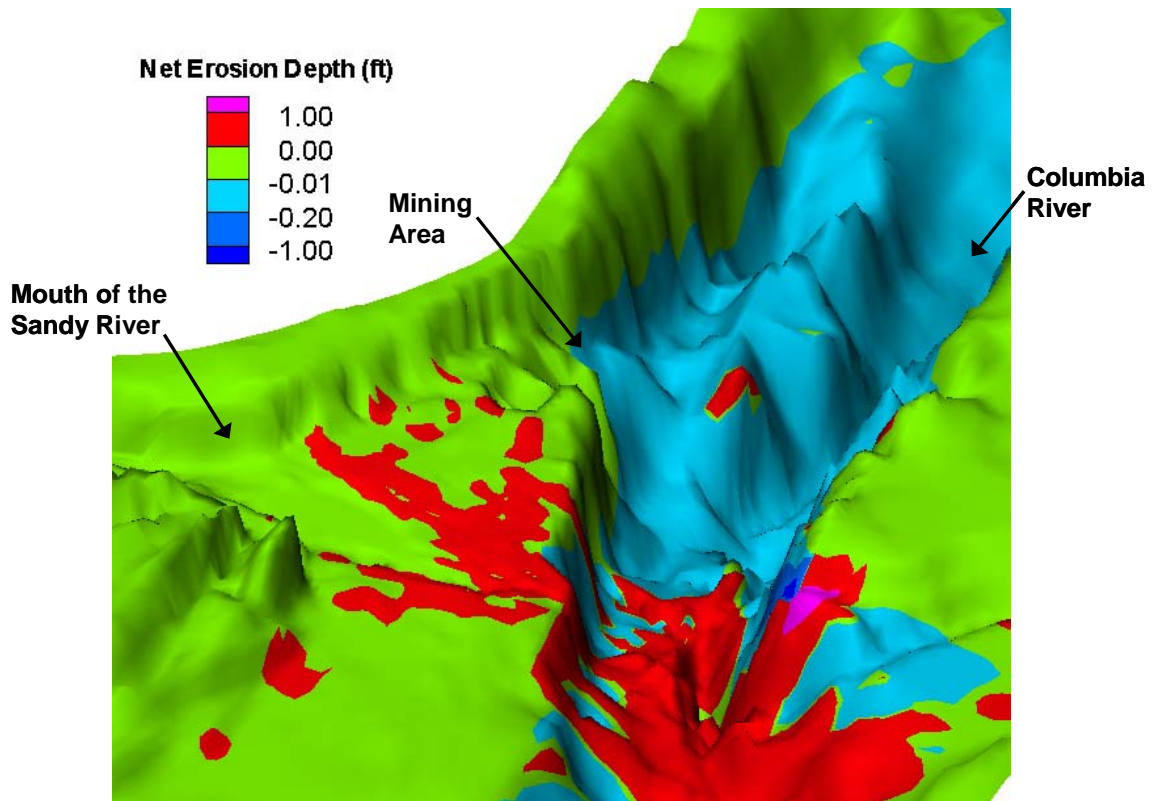 Net Erosion Depth (ft)
1.00
0.00
-0.01
-0.20
-1.00
Mining
Area
Columbia
River
Mouth of the
Sandy River